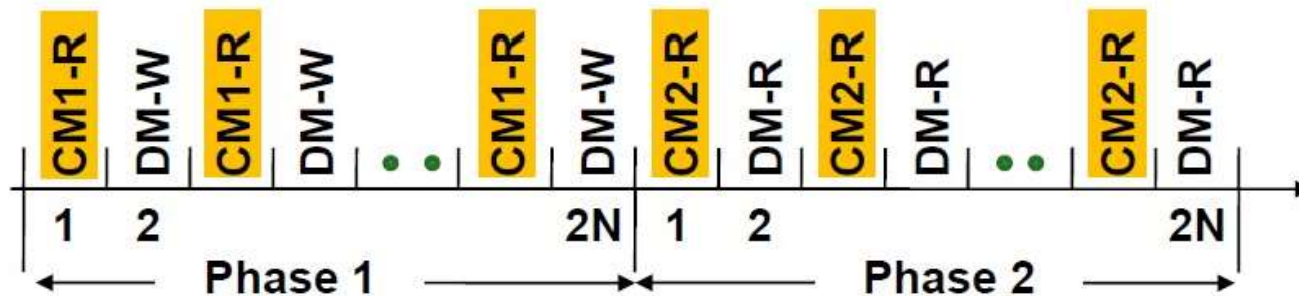 CM1-R DM-W CM1-R DM-W CM1-R DM-W CM2-R DM-R CM2-R DM-R CM2-R DM-R
1 2 2N 1 2 2N
Phase 1 Phase 2